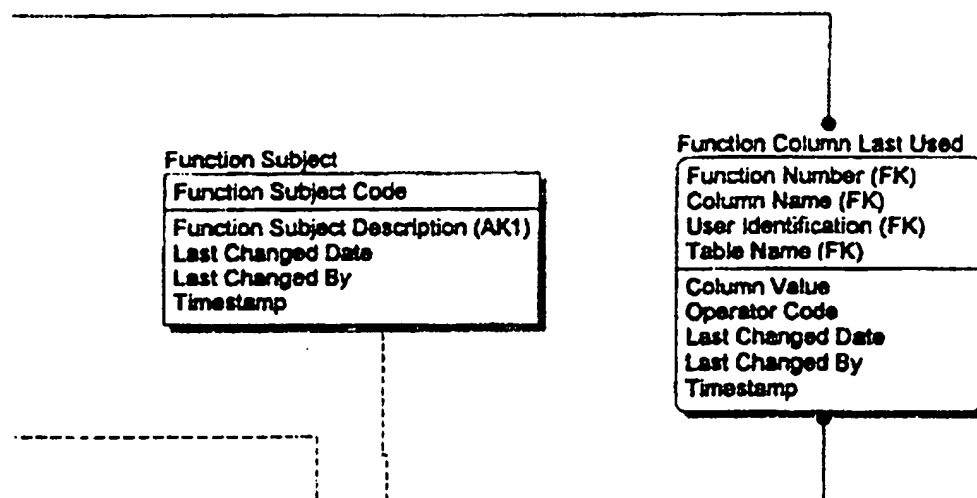 Function Subject
Function Subject Code
Function Subject Description (AK1)
Last Changed Date
Last Changed By
Timestamp
Function Column Last Used
Function Number (FK)
Column Name (FK)
User Identification (FK)
Table Name (FK)
Column Value
Operator Code
Last Changed Date
Last Changed By
Timestamp